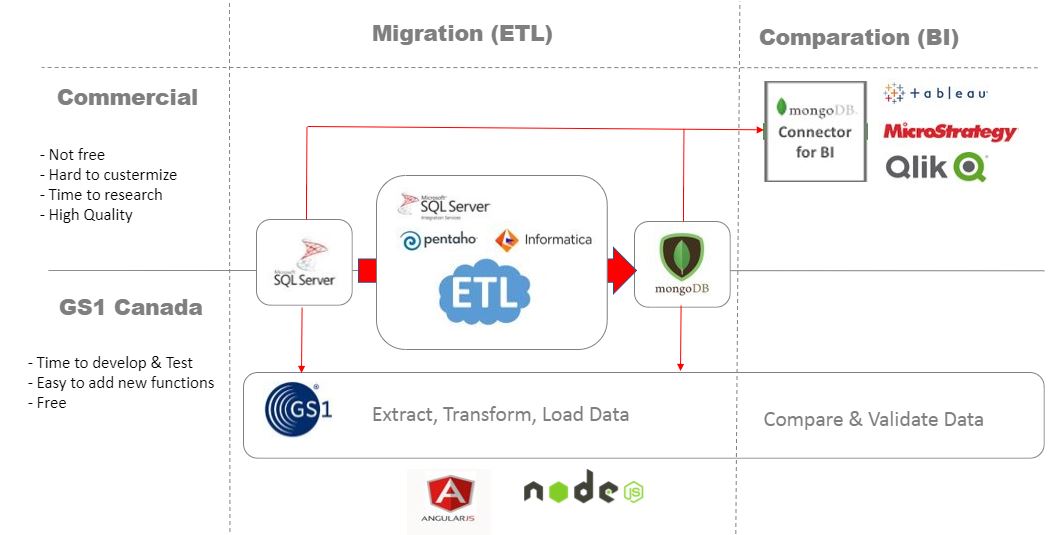 Migration (ETL)
Comparation (BI)
Commercial
- Not free
- Hard to custermize
- Time to research
- High Quality
mongoDB
Connector
for BI
+ a b | e a u
MicroStrategy
Qlik
Microsoft
SQL Server
Integration Services
pentaho
Informatica
ETL
Microsoft
SQL Server
mongoDB
GS1 Canada
- Time to develop & Test
- Easy to add new functions
- Free
GS1
Extract, Transform, Load Data
Compare & Validate Data
ANGULARJS
node
JS